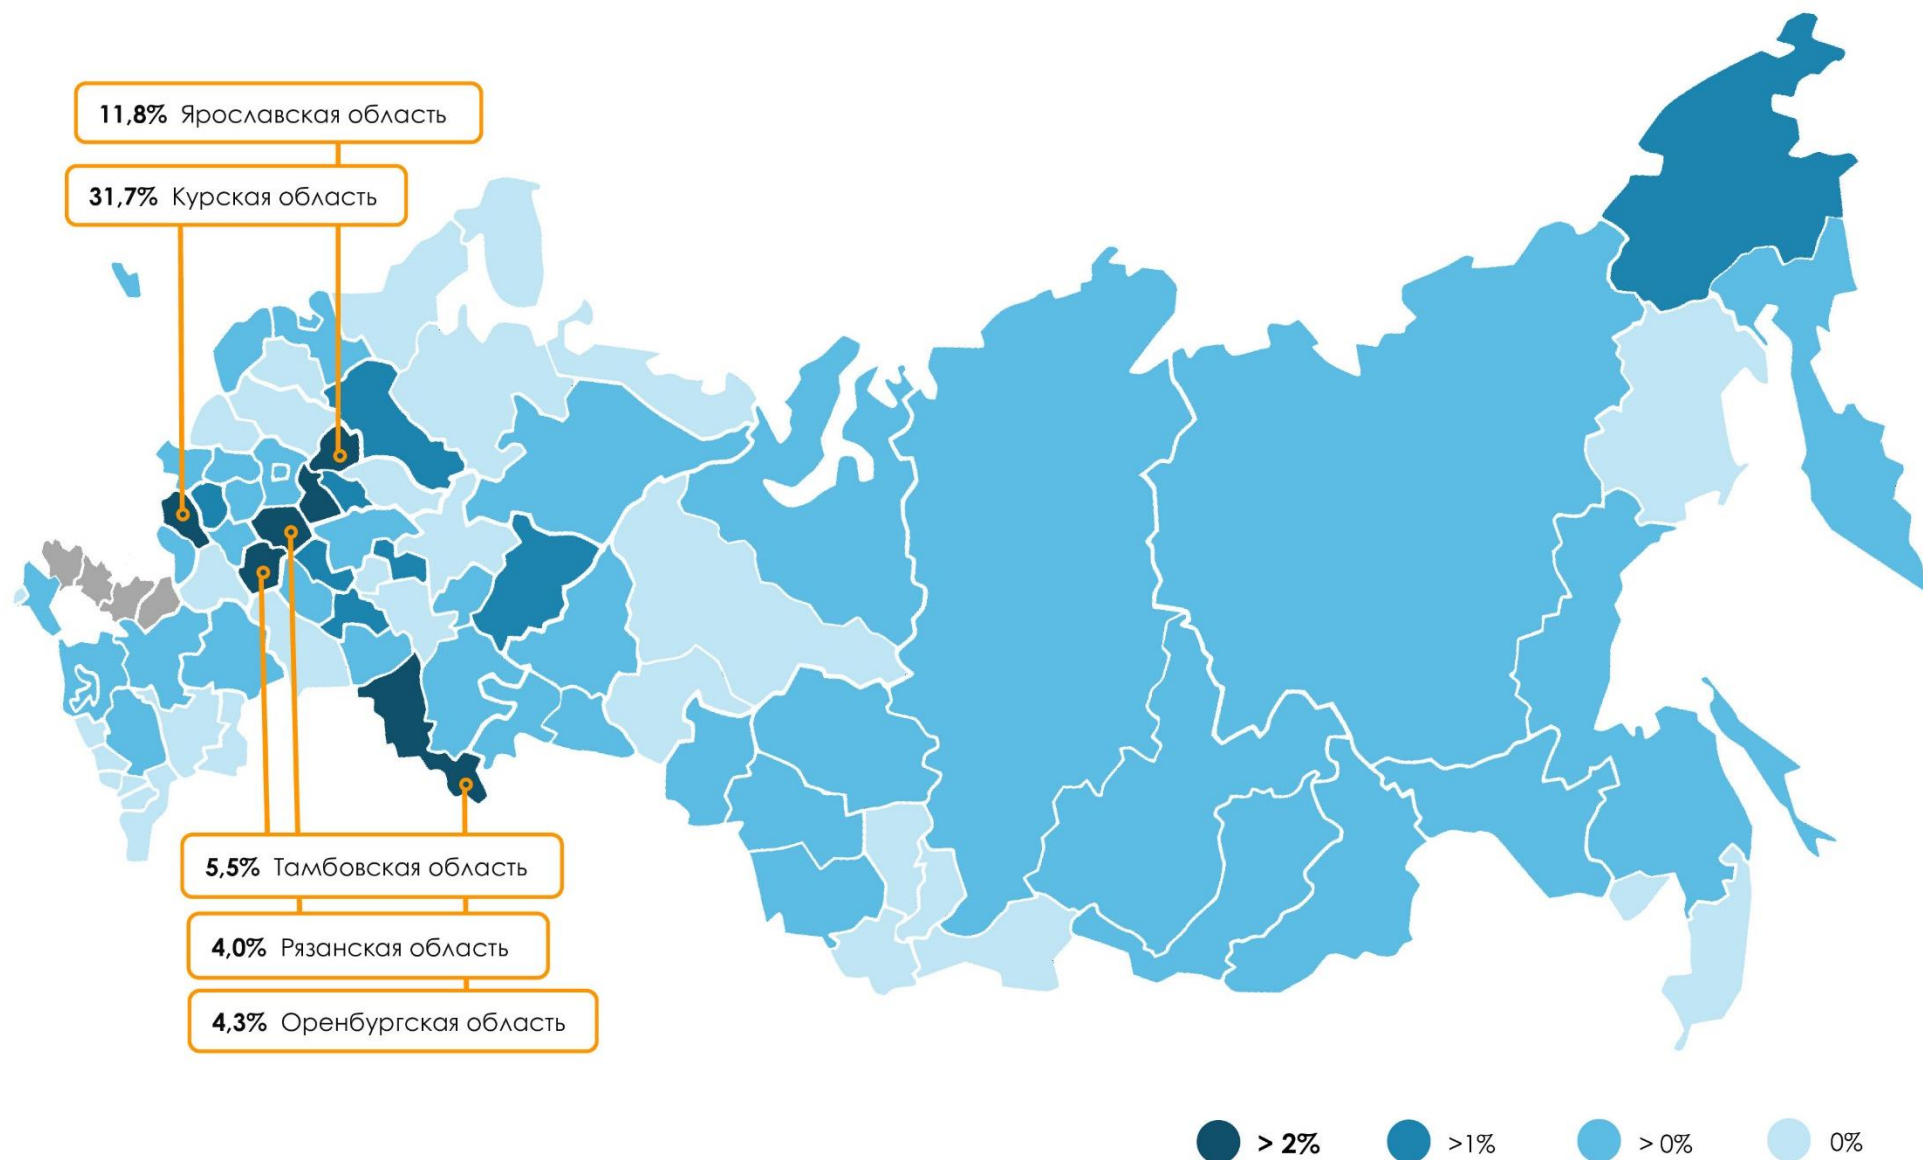 11,8% Ярославская область
31,7% Курская область
5,5% Тамбовская область
4,0% Рязанская область
4,3% Оренбургская область
> 2% >1% > 0% 0%